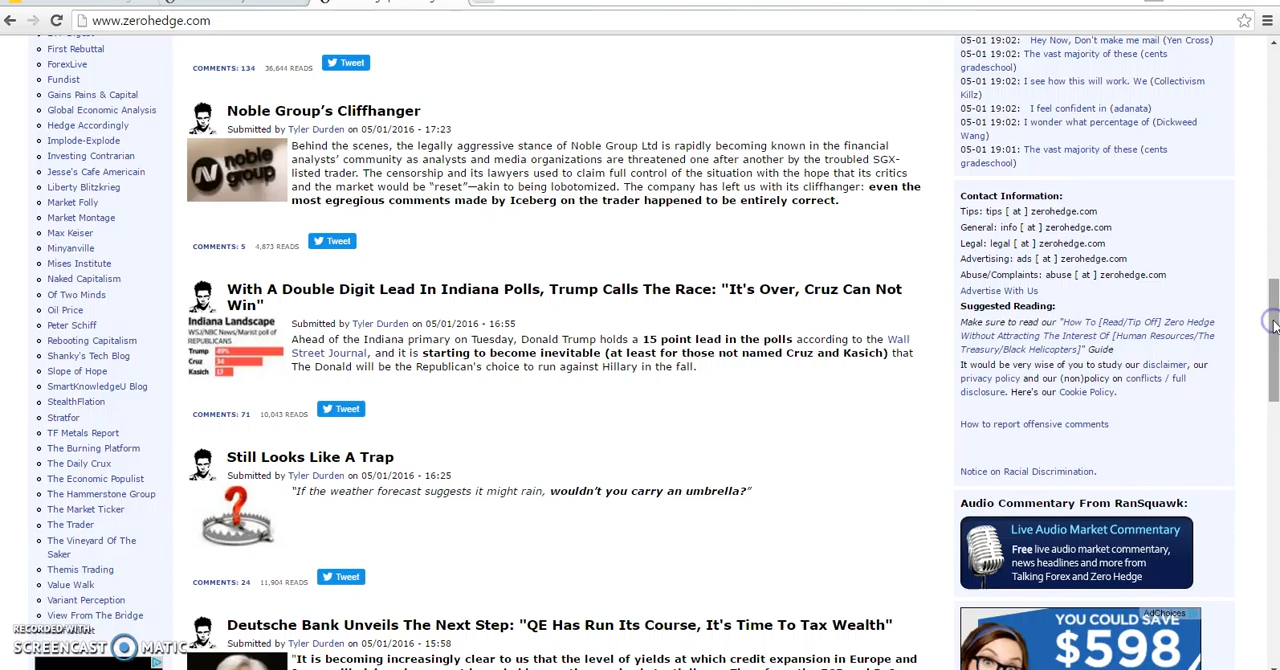 www.zerohedge.com
First Rebuttal
ForexLive
Fundist
Gains Pains & Capital
Global Economic Analysis
Hedge Accordingly
Implode-Explode
Investing Contrarian
Jesse's Cafe Americain
Liberty Blitzkrieg
Market Folly
Market Montage
Max Keiser
Minyanville
Mises Institute
Naked Capitalism
Of Two Minds
Oil Price
Peter Schiff
Rebooting Capitalism
Shanky's Tech Blog
Slope of Hope
SmartKnowledgeU Blog
StealthFlation
Stratfor
TF Metals Report
The Burning Platform
The Daily Crux
The Economic Populist
The Hammerstone Group
The Market Ticker
The Trader
The Vineyard Of The
Saker
Themis Trading
Value Walk
Variant Perception
View From The Bridge
RECORDED WITH
SCREENCAST MATIC
COMMENTS: 134 36,644 READS Tweet
Noble Group's Cliffhanger
Submitted by Tyler Durden on 05/01/2016 - 17:23
noble
group
Behind the scenes, the legally aggressive stance of Noble Group Ltd is rapidly becoming known in the financial
analysts' community as analysts and media organizations are threatened one after another by the troubled SGX-
listed trader. The censorship and its lawyers used to claim full control of the situation with the hope that its critics
and the market would be "reset"—akin to being lobotomized. The company has left us with its cliffhanger: even the
most egregious comments made by Iceberg on the trader happened to be entirely correct.
COMMENTS: 5 4,873 READS Tweet
With A Double Digit Lead In Indiana Polls, Trump Calls The Race: "It's Over, Cruz Can Not
Win"
Indiana Landscape
WSJ/NBC News/Marist poll of
REPUBLICANS
Trump 49%
Cruz 34
Kasich 13
Submitted by Tyler Durden on 05/01/2016 - 16:55
Ahead of the Indiana primary on Tuesday, Donald Trump holds a 15 point lead in the polls according to the Wall
Street Journal, and it is starting to become inevitable (at least for those not named Cruz and Kasich) that
The Donald will be the Republican's choice to run against Hillary in the fall.
COMMENTS: 71 10,043 READS Tweet
Still Looks Like A Trap
Submitted by Tyler Durden on 05/01/2016 - 16:25
"If the weather forecast suggests it might rain, wouldn't you carry an umbrella?"
COMMENTS: 24 11,904 READS Tweet
Deutsche Bank Unveils The Next Step: "QE Has Run Its Course, It's Time To Tax Wealth"
Submitted by Tyler Durden on 05/01/2016 - 15:58
"It is becoming increasingly clear to us that the level of yields at which credit expansion in Europe and
05-01 19:02: Hey Now, Don't make me mail (Yen Cross)
05-01 19:02: The vast majority of these (cents
gradeschool)
05-01 19:02: I see how this will work. We (Collectivism
Killz)
05-01 19:02: I feel confident in (adanata)
05-01 19:02: I wonder what percentage of (Dickweed
Wang)
05-01 19:01: The vast majority of these (cents
gradeschool)
Contact Information:
Tips: tips [ at ] zerohedge.com
General: info [ at ] zerohedge.com
Legal: legal [ at ] zerohedge.com
Advertising: ads [ at ] zerohedge.com
Abuse/Complaints: abuse [ at ] zerohedge.com
Advertise With Us
Suggested Reading:
Make sure to read our "How To [Read/Tip Off] Zero Hedge
Without Attracting The Interest Of [Human Resources/The
Treasury/Black Helicopters]" Guide
It would be very wise of you to study our disclaimer, our
privacy policy and our (non)policy on conflicts / full
disclosure. Here's our Cookie Policy.
How to report offensive comments
Notice on Racial Discrimination.
Audio Commentary From RanSquawk:
Live Audio Market Commentary
Free live audio market commentary,
news headlines and more from
Talking Forex and Zero Hedge
AdChoices
YOU COULD SAVE
$598